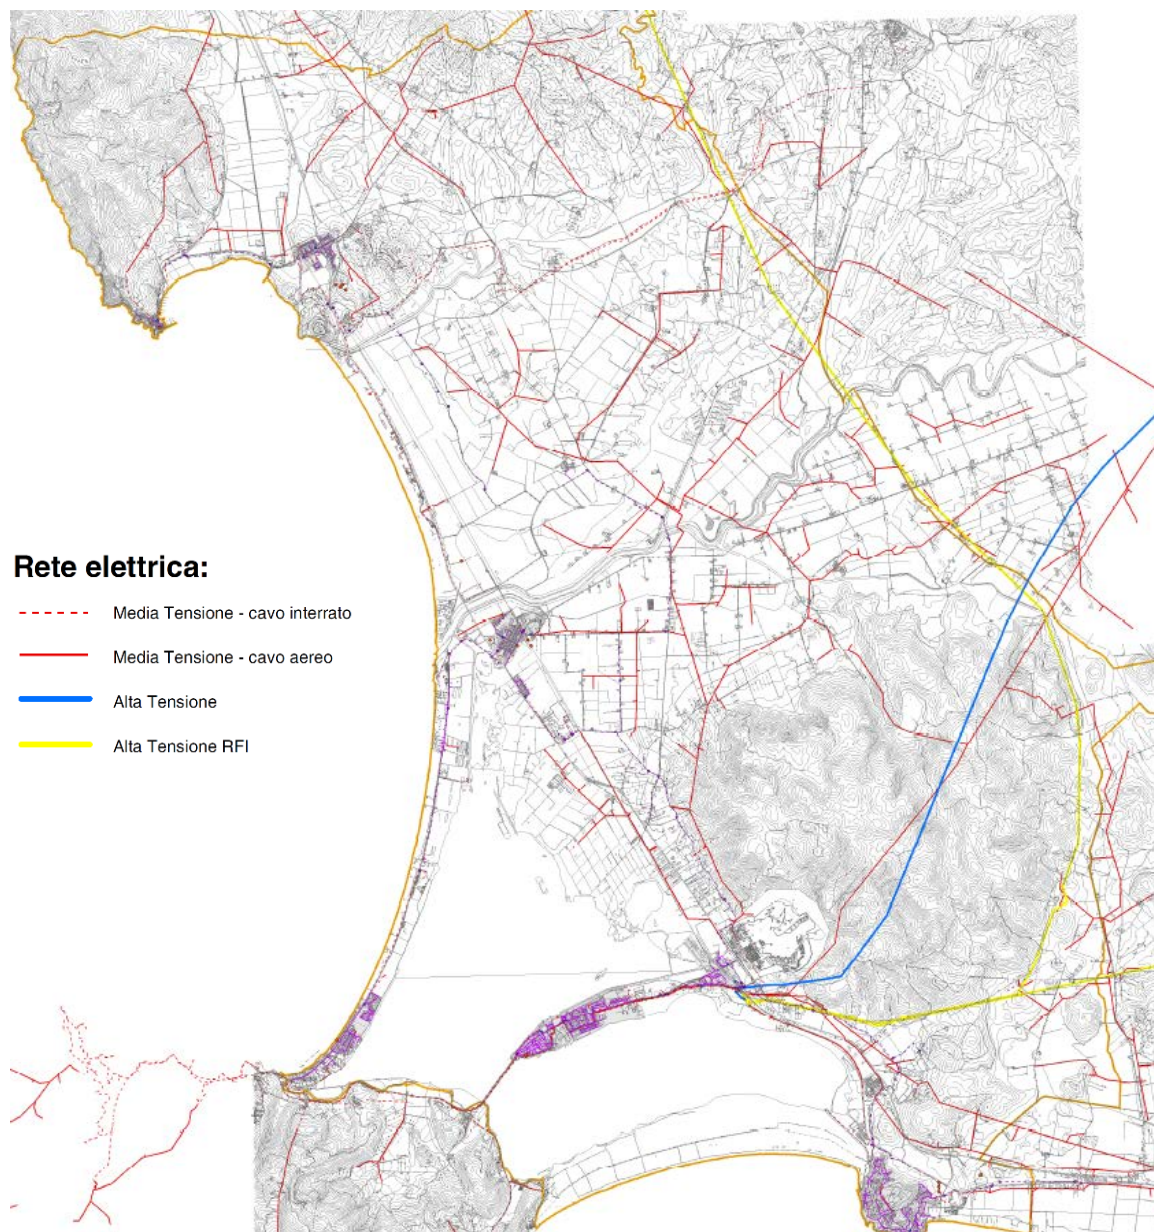 Rete elettrica:
Media Tensione - cavo interrato
Media Tensione - cavo aereo
Alta Tensione
Alta Tensione RFI